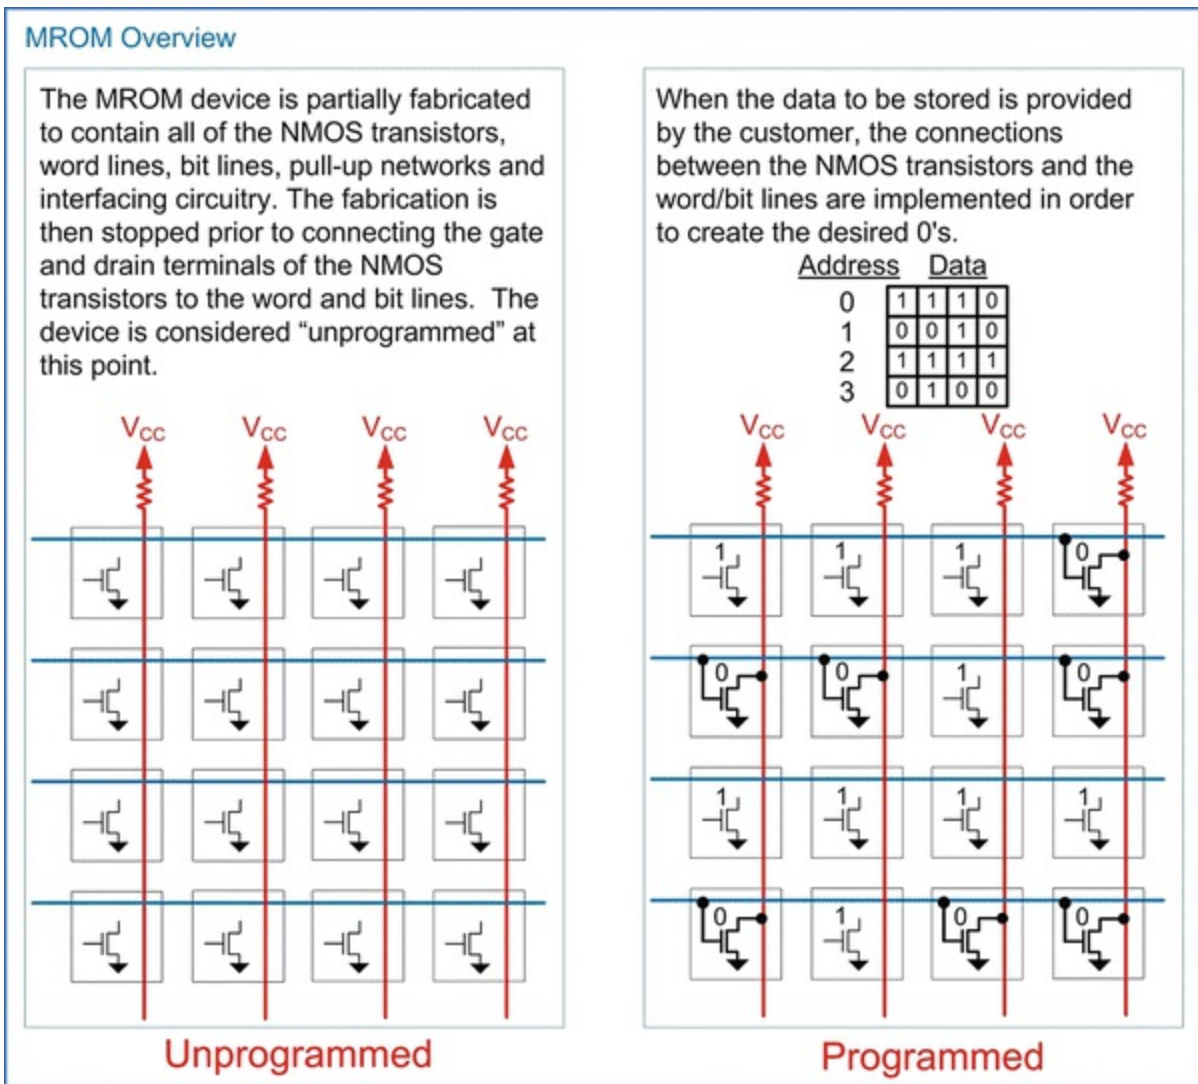 MROM Overview
The MROM device is partially fabricated
to contain all of the NMOS transistors,
word lines, bit lines, pull-up networks and
interfacing circuitry. The fabrication is
then stopped prior to connecting the gate
and drain terminals of the NMOS
transistors to the word and bit lines.  The
device is considered “unprogrammed” at
this point.
VCC VCC VCC VCC
Unprogrammed
When the data to be stored is provided
by the customer, the connections
between the NMOS transistors and the
word/bit lines are implemented in order
to create the desired 0's.
Address Data
0 1 1 1 0
1 0 0 1 0
2 1 1 1 1
3 0 1 0 0
VCC VCC VCC VCC
1 1 1 0
0 0 1 0
1 1 1 1
0 1 0 0
Programmed